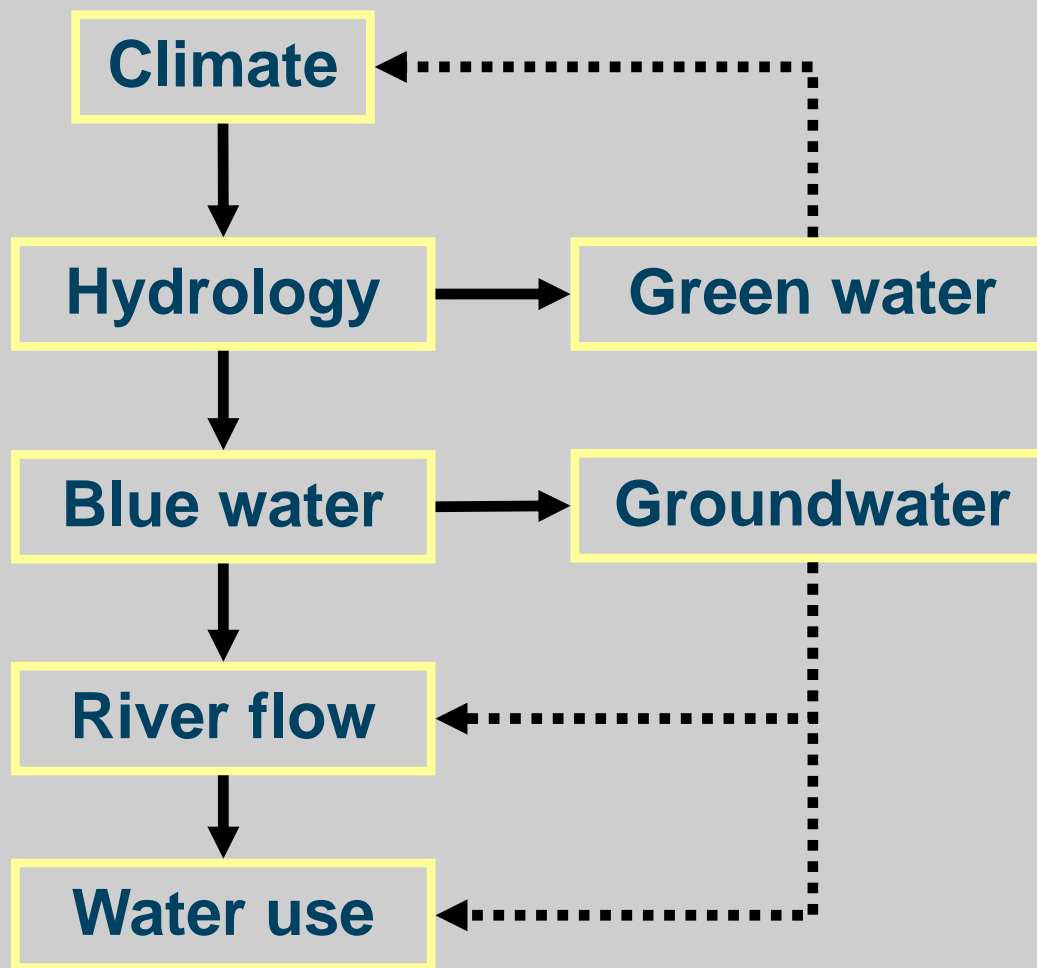 Climate
Hydrology
Green water
Blue water
Groundwater
River flow
Water use